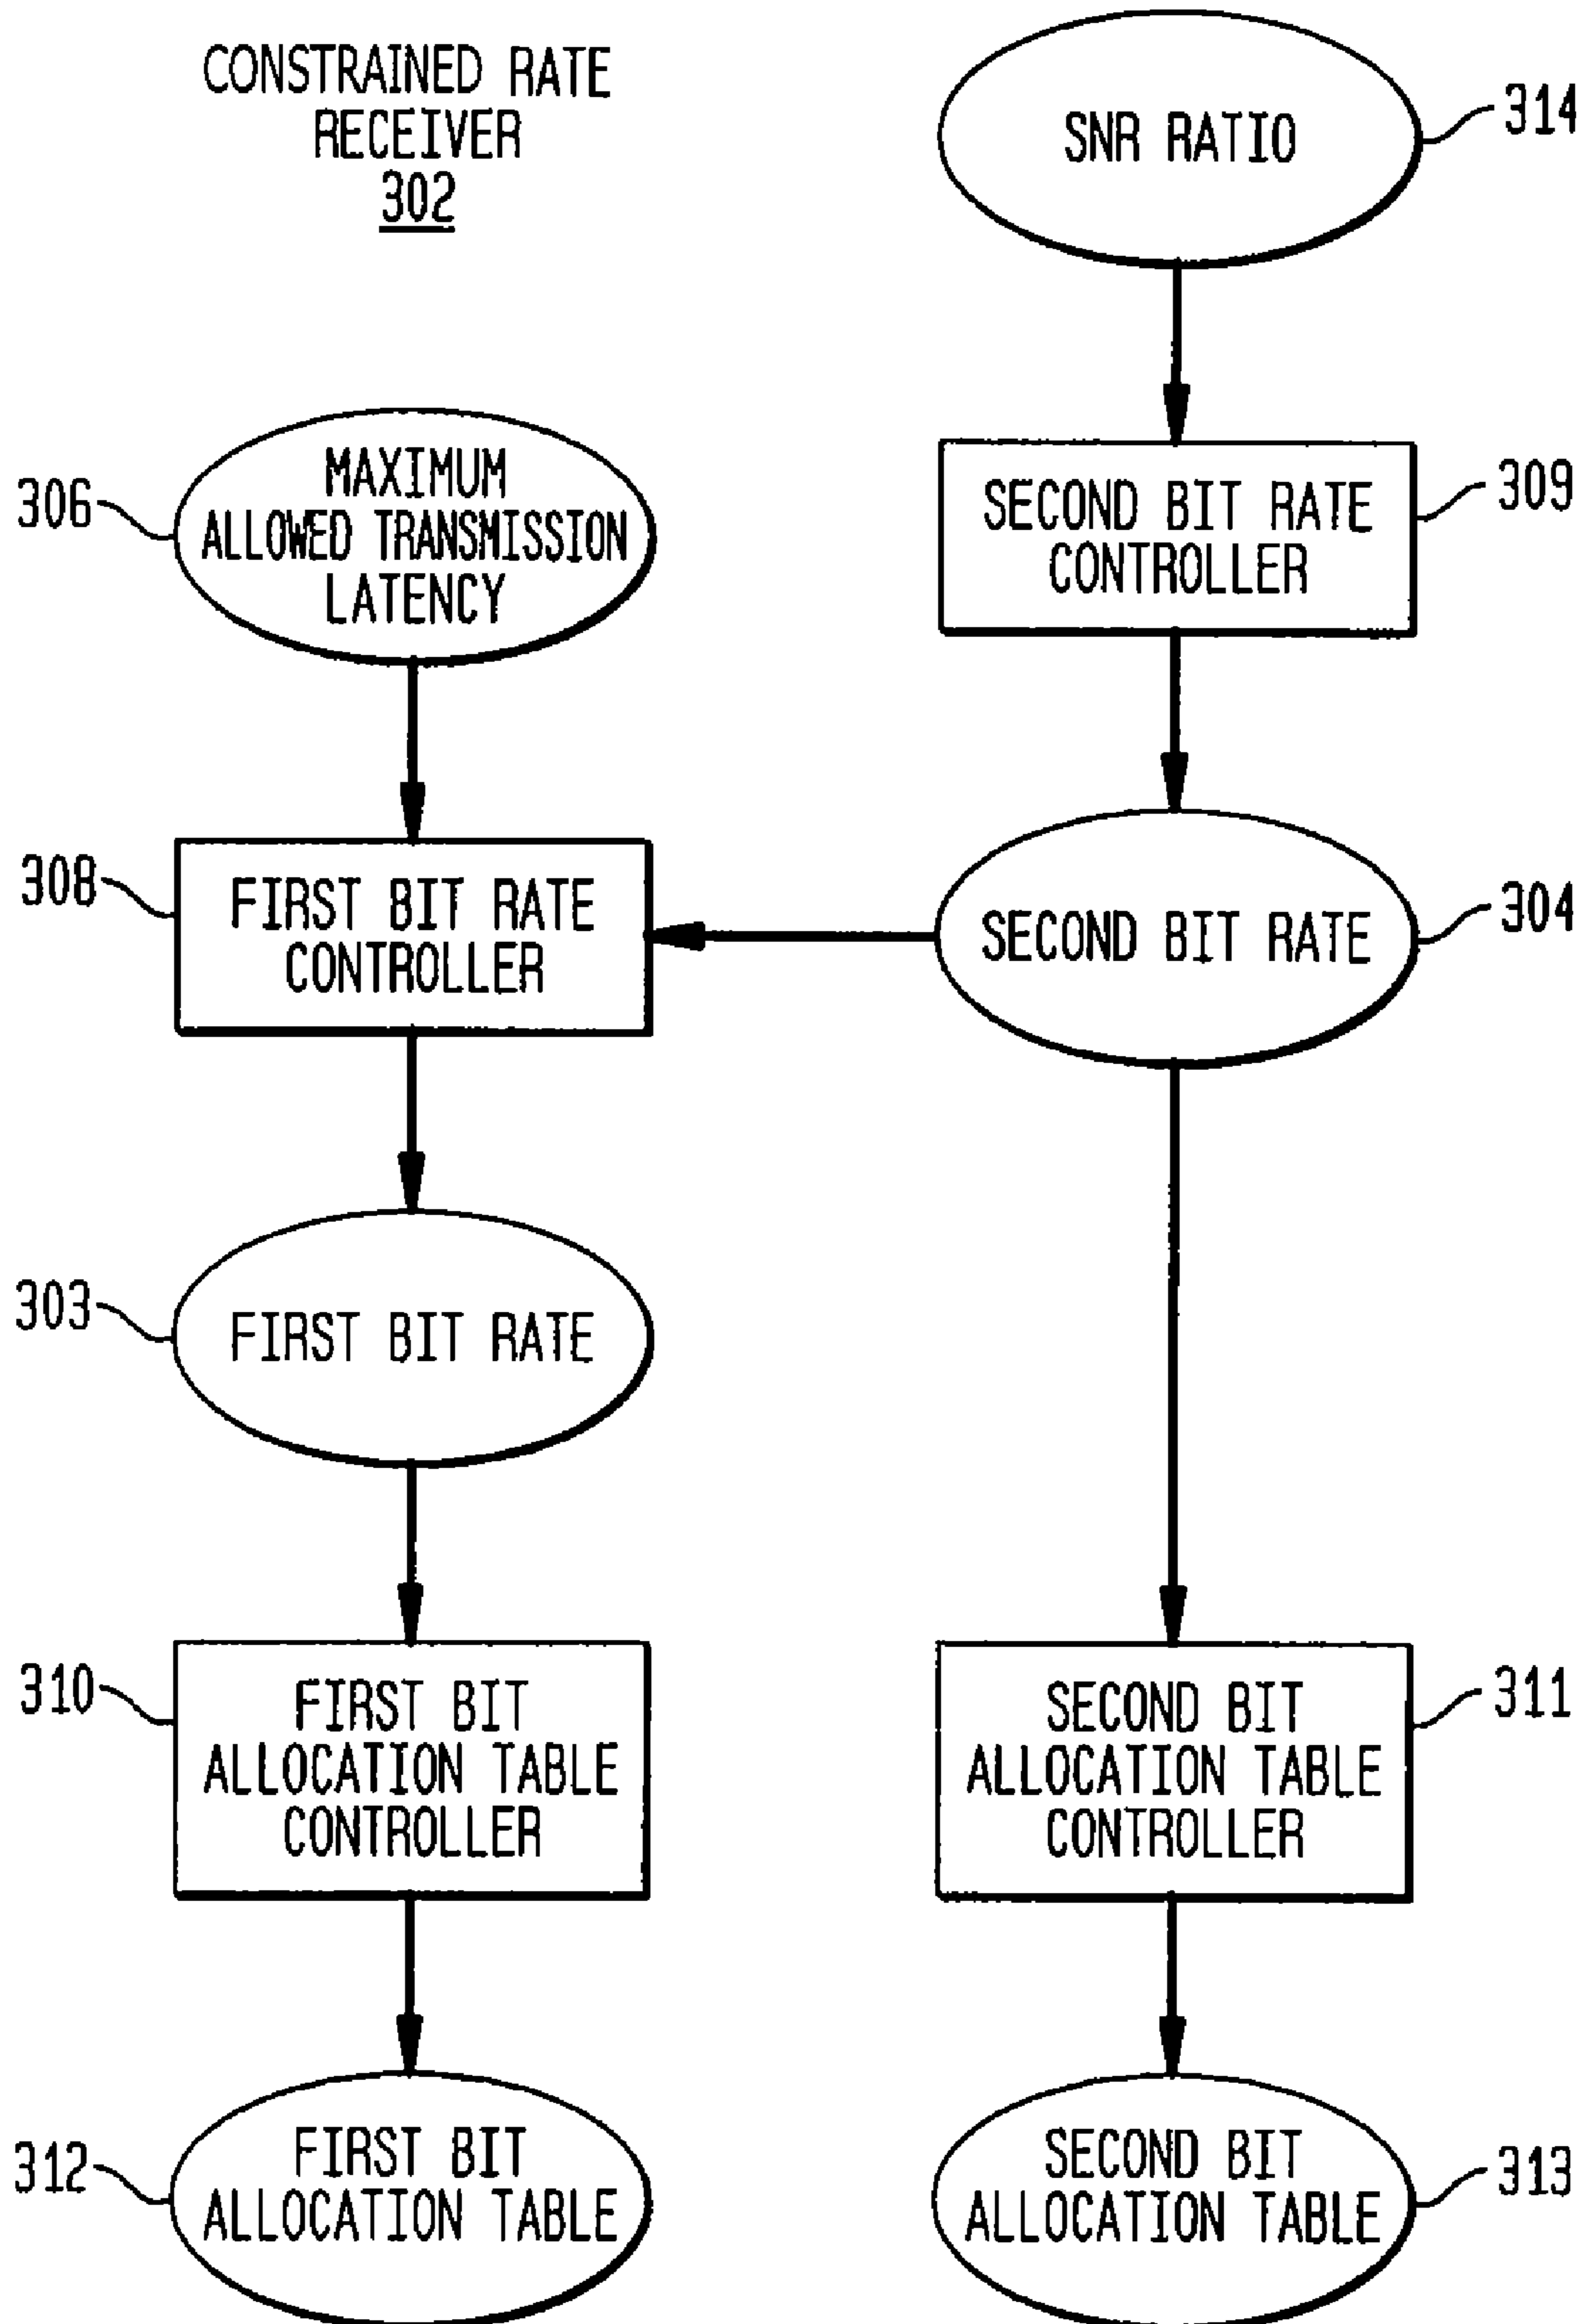 CONSTRAINED RATE
RECEIVER
302
SNR RATIO
314
MAXIMUM
ALLOWED TRANSMISSION
LATENCY
306
SECOND BIT RATE
CONTROLLER
309
308
FIRST BIT RATE
CONTROLLER
SECOND BIT RATE
304
303
FIRST BIT RATE
310
FIRST BIT
ALLOCATION TABLE
CONTROLLER
SECOND BIT
ALLOCATION TABLE
CONTROLLER
311
312
FIRST BIT
ALLOCATION TABLE
SECOND BIT
ALLOCATION TABLE
313